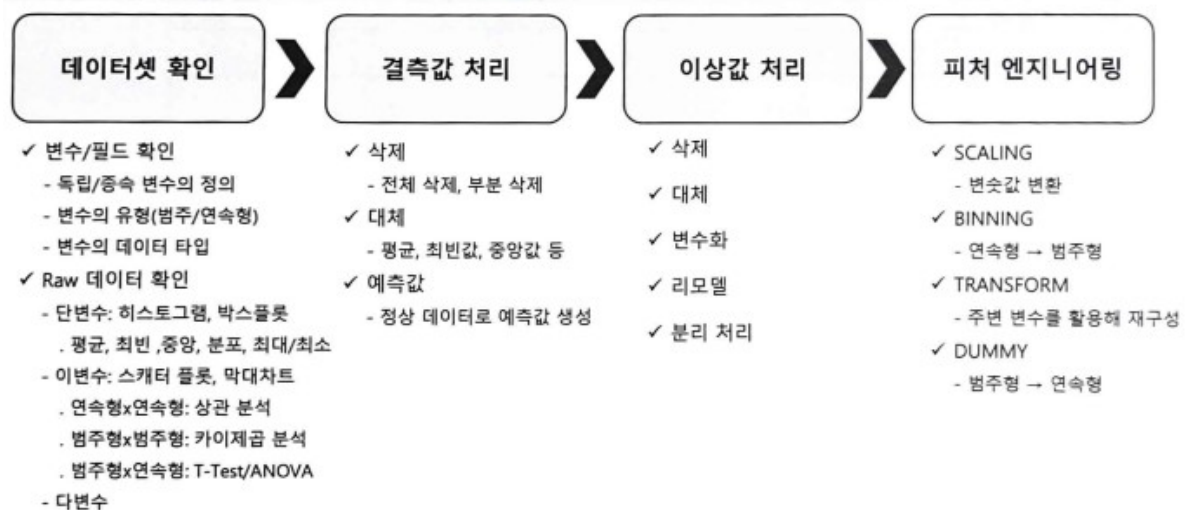 데이터셋 확인
결측값 처리
이상값 처리
피처 엔지니어링
✓ 변수/필드 확인
- 독립/종속 변수의 정의
- 변수의 유형(범주/연속형)
- 변수의 데이터 타입
✓ Raw 데이터 확인
- 단변수: 히스토그램, 박스플롯
. 평균, 최빈 ,중앙, 분포, 최대/최소
- 이변수: 스캐터 플롯, 막대차트
. 연속형x연속형: 상관 분석
. 범주형x범주형: 카이제곱 분석
. 범주형x연속형: T-Test/ANOVA
- 다변수
✓ 삭제
- 전체 삭제, 부분 삭제
✓ 대체
- 평균, 최빈값, 중앙값 등
✓ 예측값
- 정상 데이터로 예측값 생성
✓ 삭제
✓ 대체
✓ 변수화
✓ 리모델
✓ 분리 처리
✓ SCALING
- 변숫값 변환
✓ BINNING
- 연속형 → 범주형
✓ TRANSFORM
- 주변 변수를 활용해 재구성
✓ DUMMY
- 범주형 → 연속형